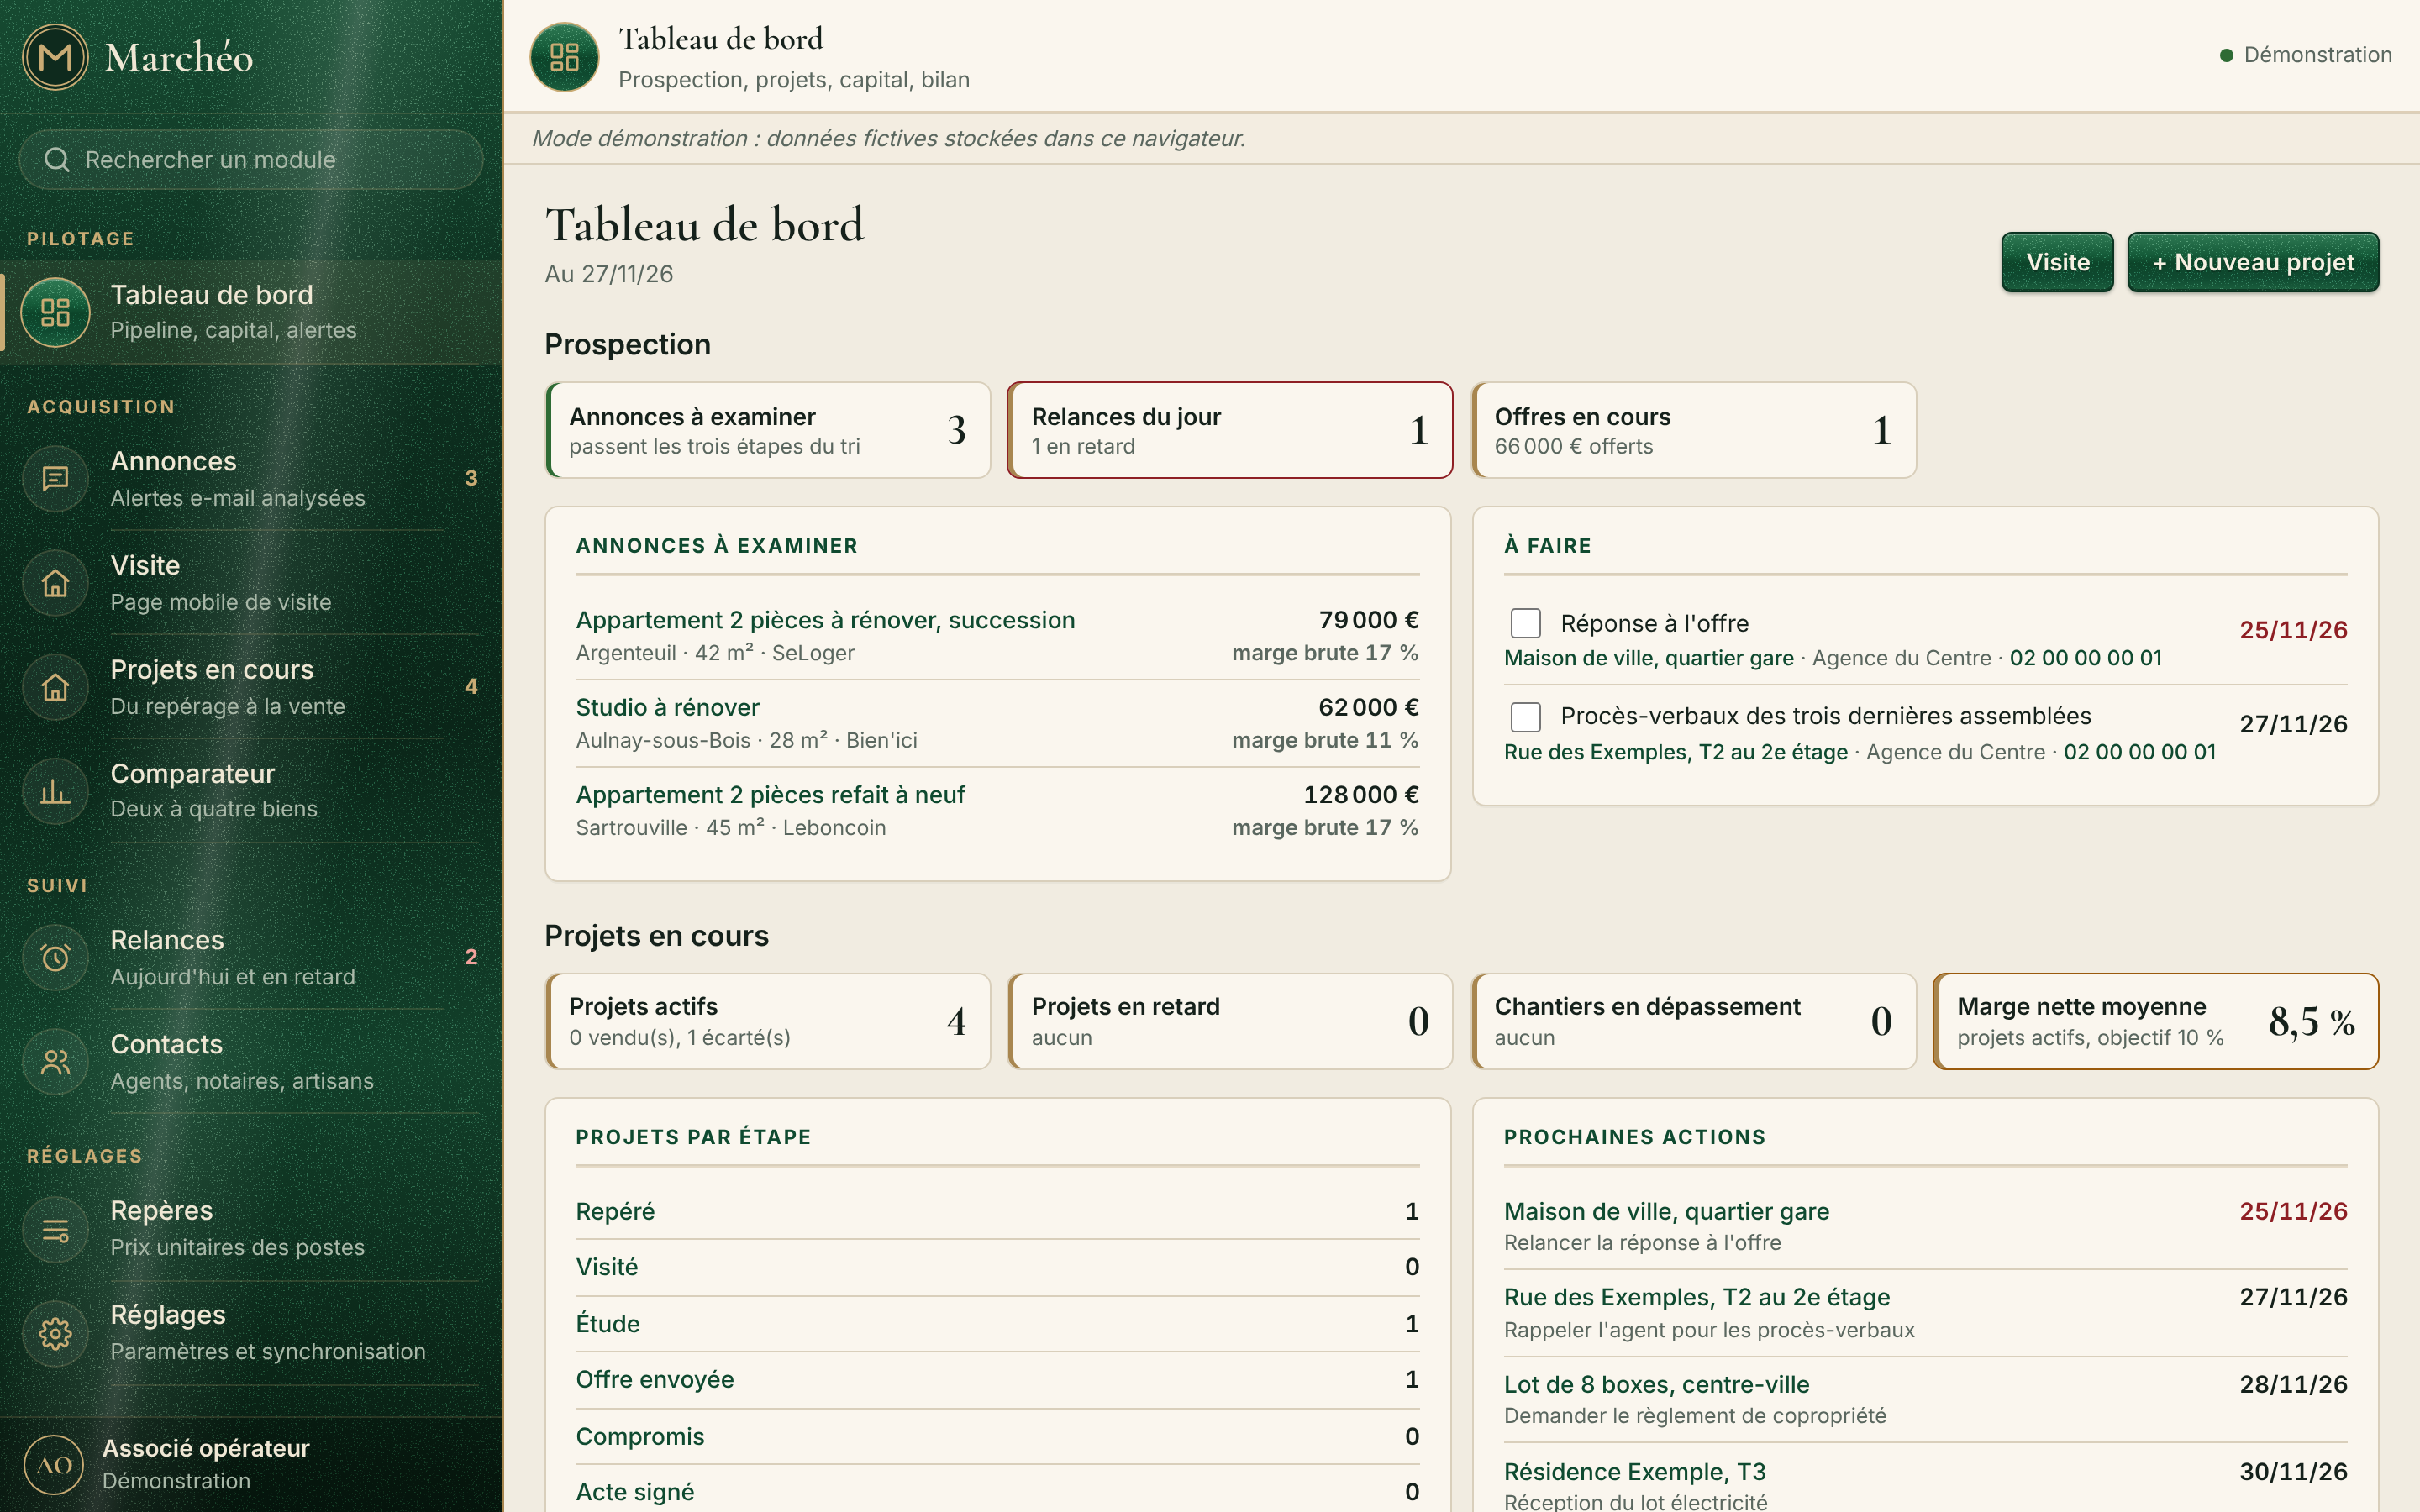 Marchéo
Rechercher un module
PILOTAGE
Tableau de bord
Pipeline, capital, alertes
ACQUISITION
Annonces
Alertes e-mail analysées
3
Visite
Page mobile de visite
Projets en cours
Du repérage à la vente
4
Comparateur
Deux à quatre biens
SUIVI
Relances
Aujourd'hui et en retard
2
Contacts
Agents, notaires, artisans
RÉGLAGES
Repères
Prix unitaires des postes
Réglages
Paramètres et synchronisation
AO
Associé opérateur
Démonstration
Tableau de bord
Prospection, projets, capital, bilan
Démonstration
Mode démonstration : données fictives stockées dans ce navigateur.
Tableau de bord
Au 27/11/26
Visite
+ Nouveau projet
Prospection
Annonces à examiner
passent les trois étapes du tri
3
Relances du jour
1 en retard
1
Offres en cours
66 000 € offerts
1
ANNONCES À EXAMINER
Appartement 2 pièces à rénover, succession 79 000 €
Argenteuil · 42 m² · SeLoger marge brute 17 %
Studio à rénover 62 000 €
Aulnay-sous-Bois · 28 m² · Bien'ici marge brute 11 %
Appartement 2 pièces refait à neuf 128 000 €
Sartrouville · 45 m² · Leboncoin marge brute 17 %
À FAIRE
Réponse à l'offre 25/11/26
Maison de ville, quartier gare · Agence du Centre · 02 00 00 00 01
Procès-verbaux des trois dernières assemblées 27/11/26
Rue des Exemples, T2 au 2e étage · Agence du Centre · 02 00 00 00 01
Projets en cours
Projets actifs
0 vendu(s), 1 écarté(s)
4
Projets en retard
aucun
0
Chantiers en dépassement
aucun
0
Marge nette moyenne
projets actifs, objectif 10 %
8,5 %
PROJETS PAR ÉTAPE
Repéré 1
Visité 0
Étude 1
Offre envoyée 1
Compromis 0
Acte signé 0
PROCHAINES ACTIONS
Maison de ville, quartier gare 25/11/26
Relancer la réponse à l'offre
Rue des Exemples, T2 au 2e étage 27/11/26
Rappeler l'agent pour les procès-verbaux
Lot de 8 boxes, centre-ville 28/11/26
Demander le règlement de copropriété
Résidence Exemple, T3 30/11/26
Réception du lot électricité